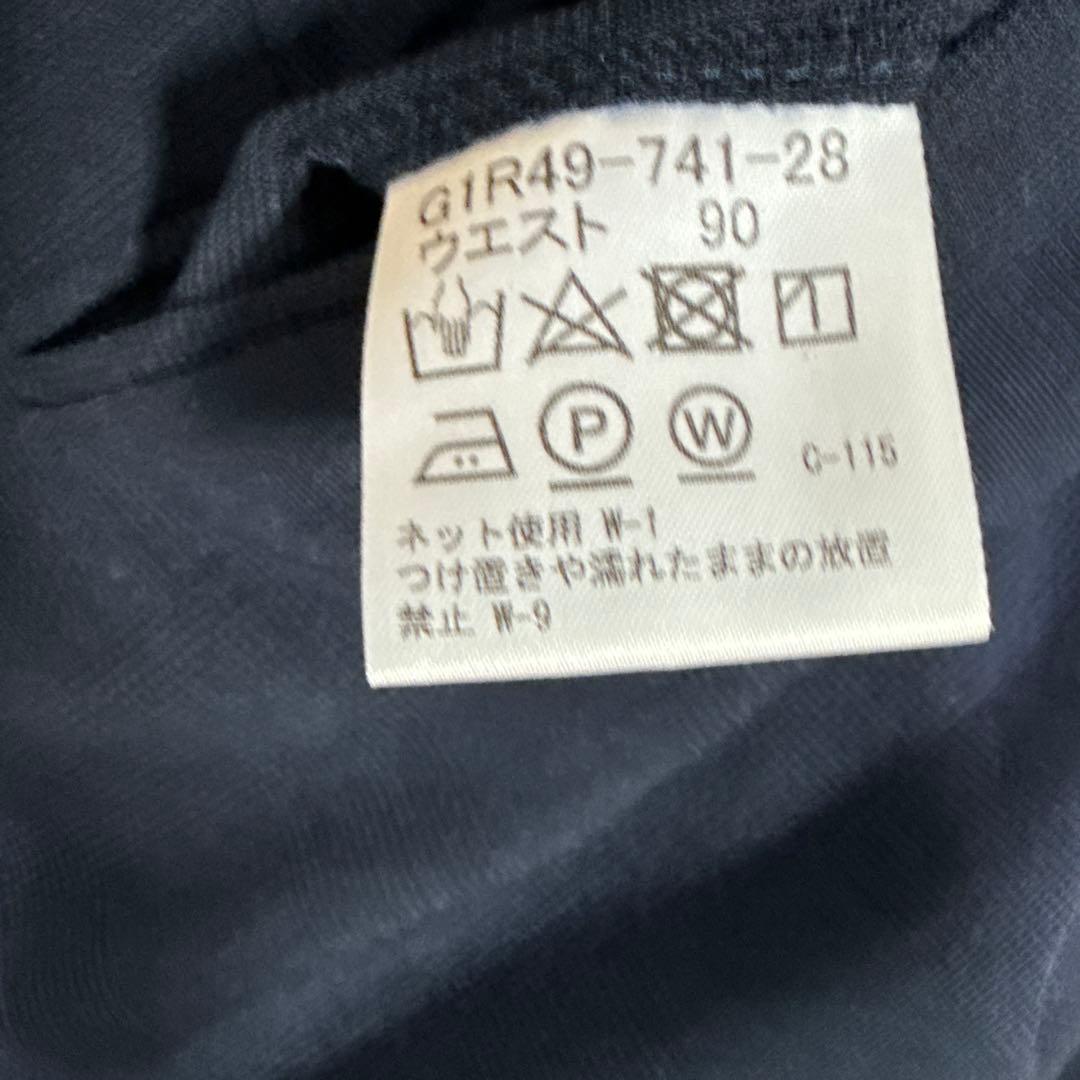 G1R49-741-28
ウエスト 90
P W C-115
ネット使用 W-1
つけ置きや濡れたままの放置
禁止 W-9